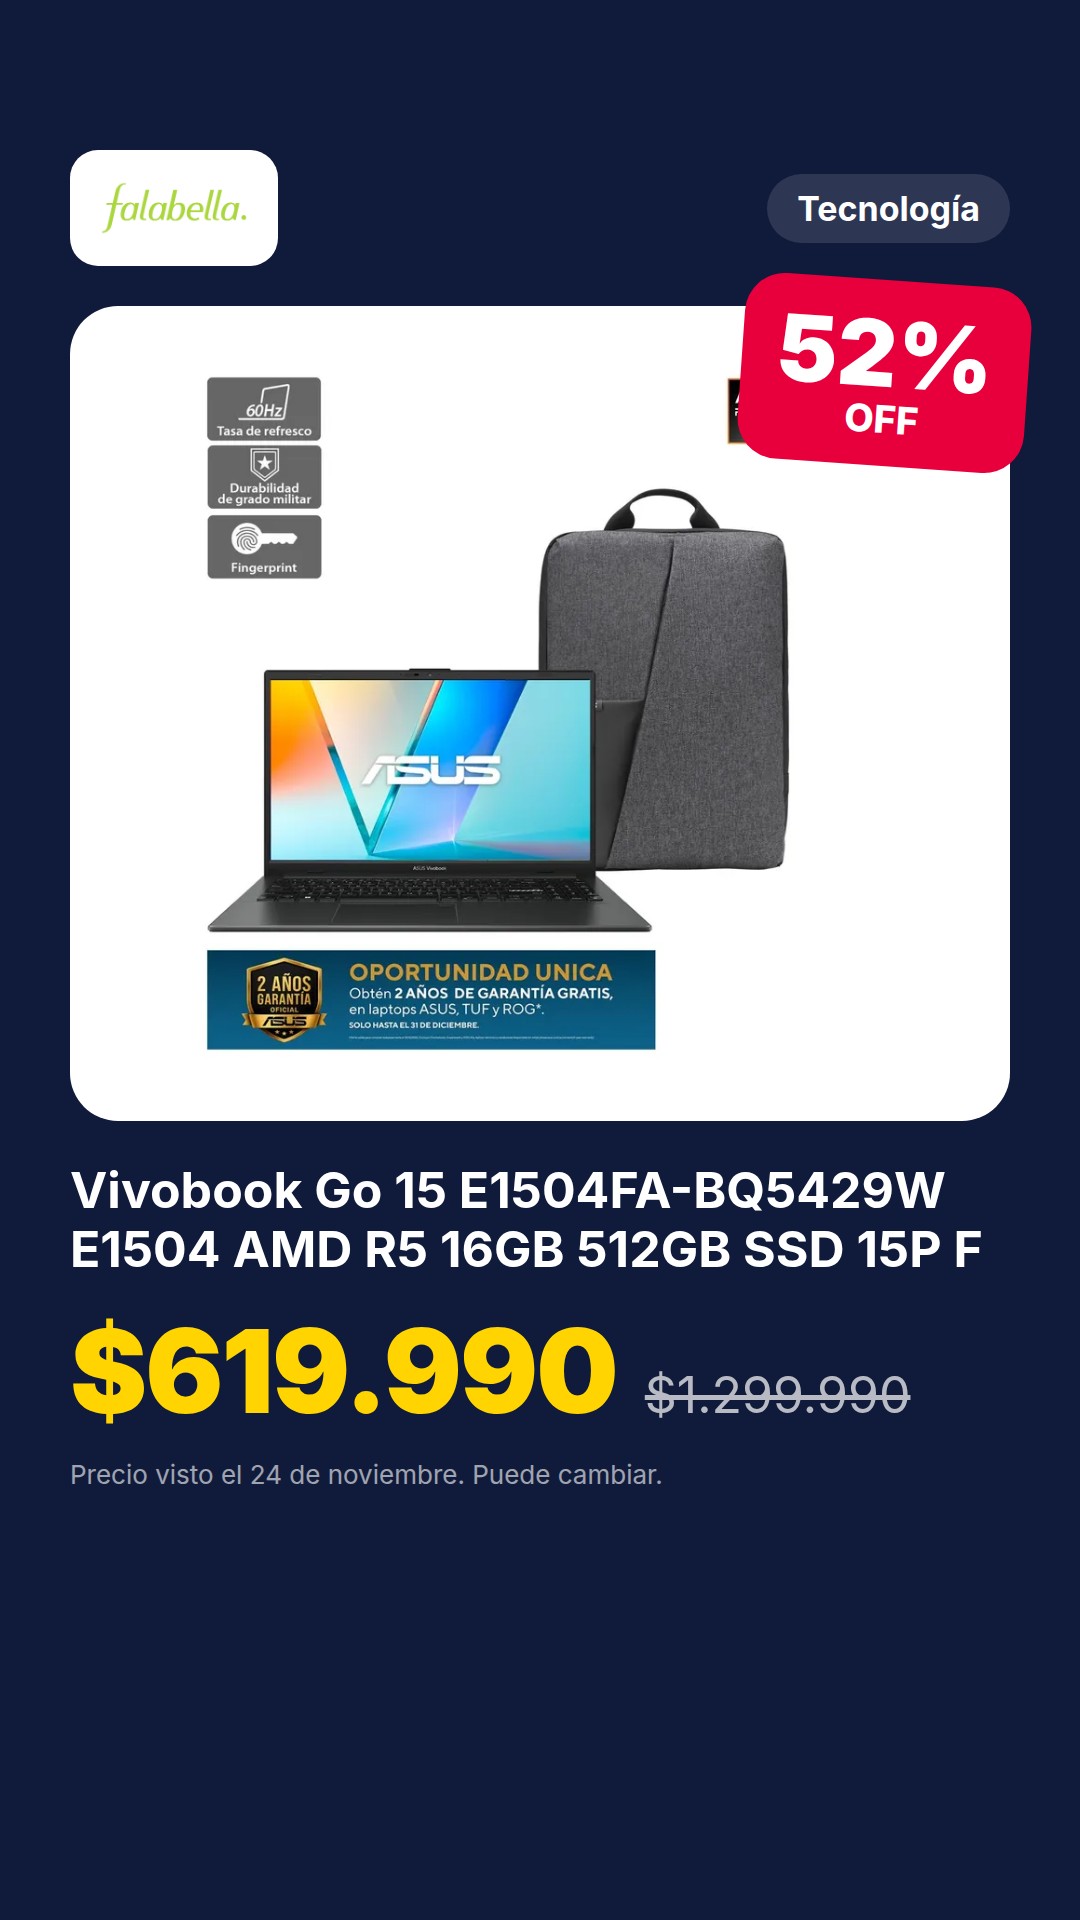 falabella.
Tecnología
52%
OFF
60Hz
Tasa de refresco
Durabilidad
de grado militar
Fingerprint
ASUS
ASUS Vivobook
2 AÑOS
GARANTÍA
OFICIAL
ASUS
OPORTUNIDAD UNICA
Obtén 2 AÑOS DE GARANTÍA GRATIS,
en laptops ASUS, TUF y ROG*.
SOLO HASTA EL 31 DE DICIEMBRE.
Vivobook Go 15 E1504FA-BQ5429W
E1504 AMD R5 16GB 512GB SSD 15P F
$619.990 $1.299.990
Precio visto el 24 de noviembre. Puede cambiar.